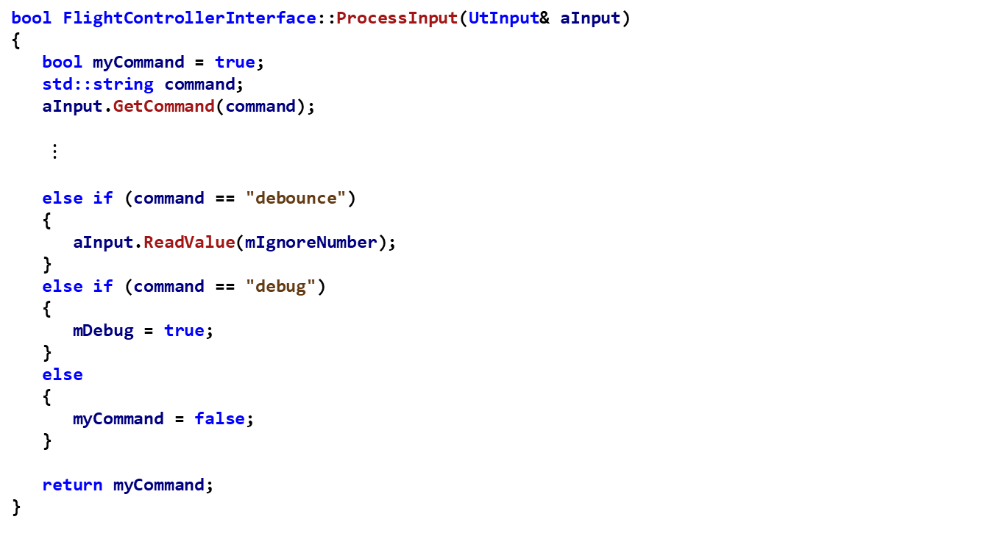 bool FlightControllerInterface::ProcessInput(UtInput& aInput)
{
   bool myCommand = true;
   std::string command;
   aInput.GetCommand(command);
    ⋮
   else if (command == "debounce")
   {
      aInput.ReadValue(mIgnoreNumber);
   }
   else if (command == "debug")
   {
      mDebug = true;
   }
   else
   {
      myCommand = false;
   }
   return myCommand;
}